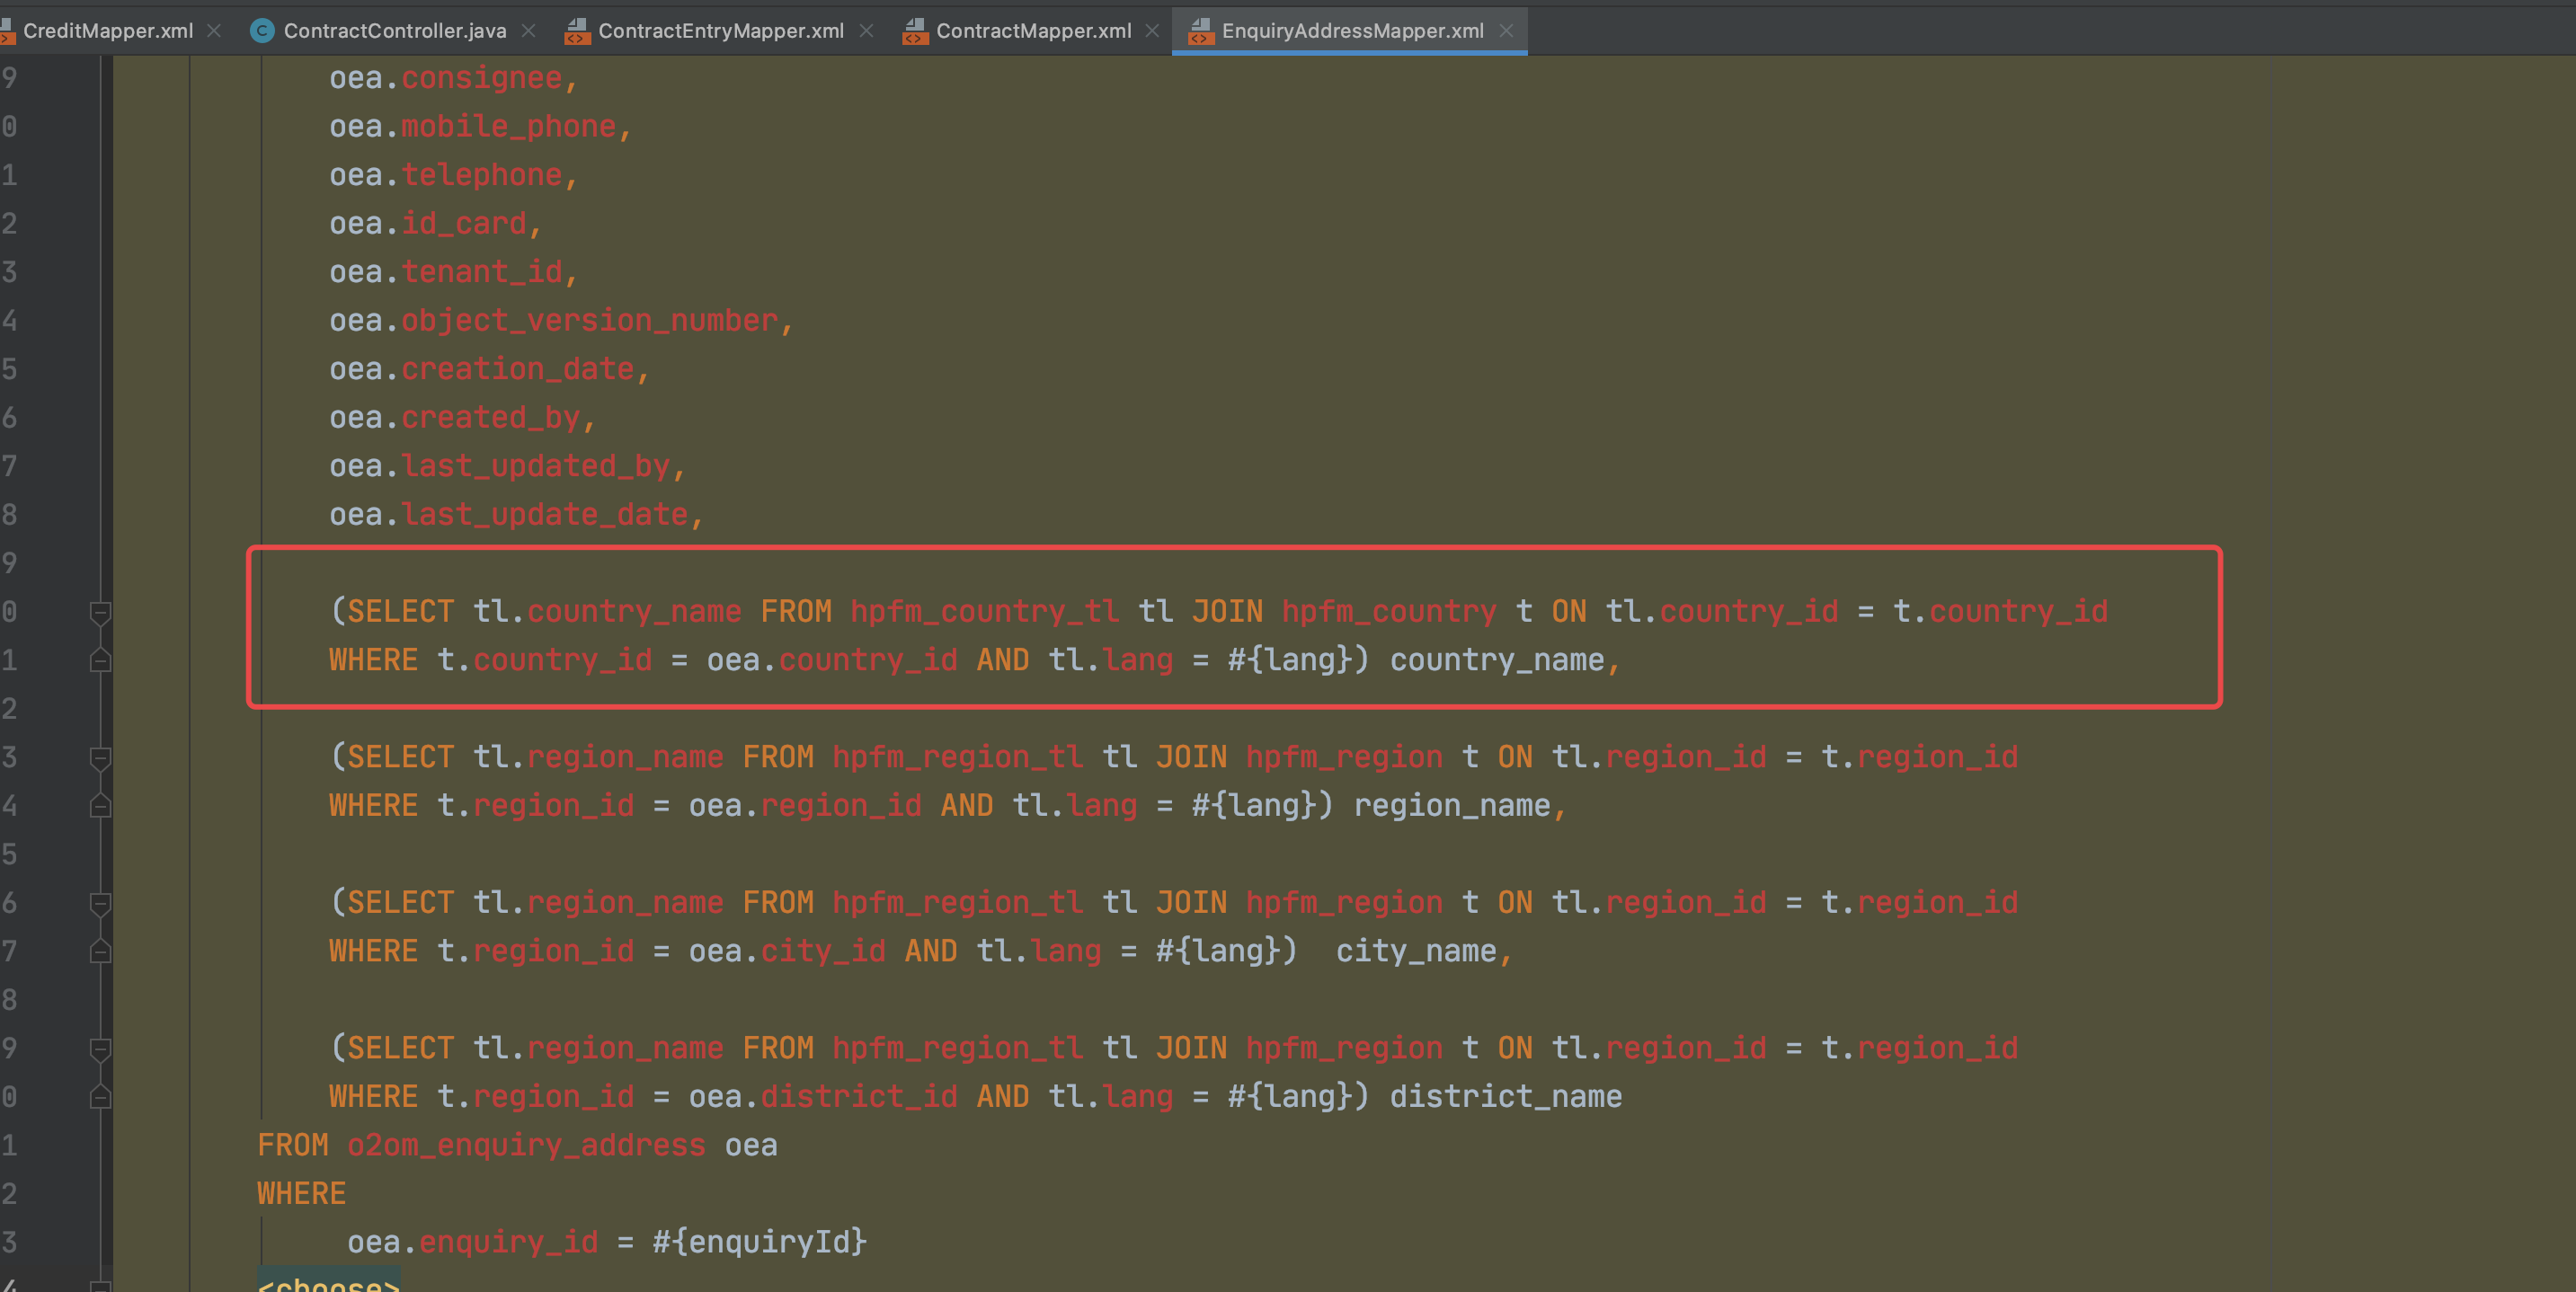 CreditMapper.xml ContractController.java ContractEntryMapper.xml ContractMapper.xml EnquiryAddressMapper.xml
9 oea.consignee,
0 oea.mobile_phone,
1 oea.telephone,
2 oea.id_card,
3 oea.tenant_id,
4 oea.object_version_number,
5 oea.creation_date,
6 oea.created_by,
7 oea.last_updated_by,
8 oea.last_update_date,
9
0 (SELECT tl.country_name FROM hpfm_country_tl tl JOIN hpfm_country t ON tl.country_id = t.country_id
1 WHERE t.country_id = oea.country_id AND tl.lang = #{lang}) country_name,
2
3 (SELECT tl.region_name FROM hpfm_region_tl tl JOIN hpfm_region t ON tl.region_id = t.region_id
4 WHERE t.region_id = oea.region_id AND tl.lang = #{lang}) region_name,
5
6 (SELECT tl.region_name FROM hpfm_region_tl tl JOIN hpfm_region t ON tl.region_id = t.region_id
7 WHERE t.region_id = oea.city_id AND tl.lang = #{lang})  city_name,
8
9 (SELECT tl.region_name FROM hpfm_region_tl tl JOIN hpfm_region t ON tl.region_id = t.region_id
0 WHERE t.region_id = oea.district_id AND tl.lang = #{lang}) district_name
1 FROM o2om_enquiry_address oea
2 WHERE
3 oea.enquiry_id = #{enquiryId}
4 <choose>